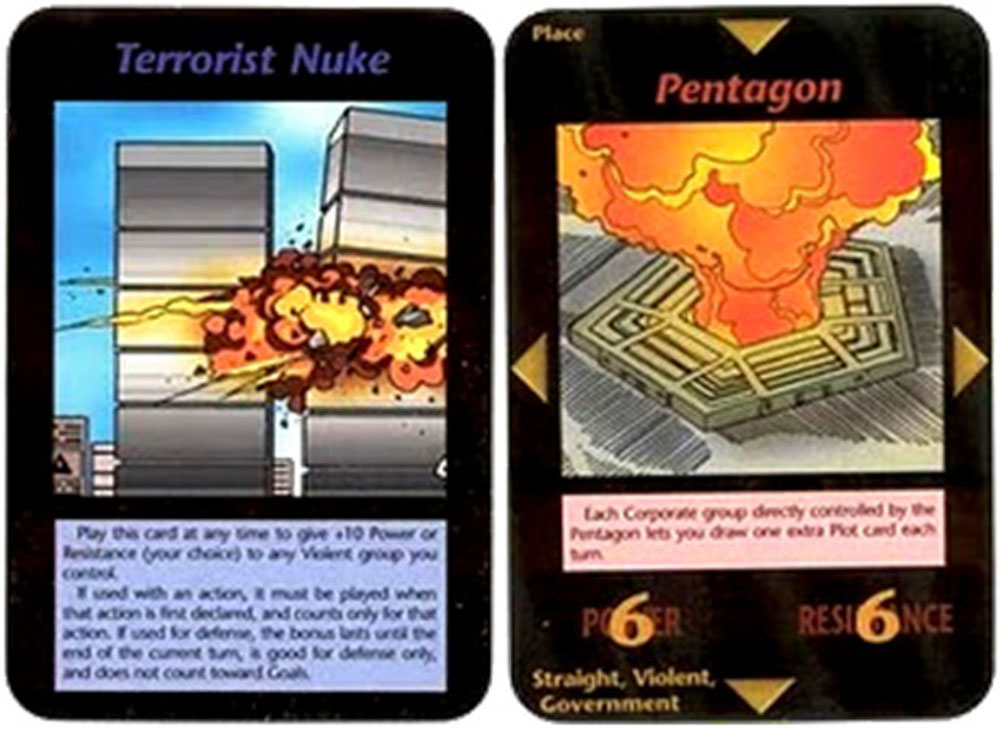 Terrorist Nuke
Play this card at any time to give +10 Power or
Resistance (your choice) to any Violent group you
control.
If used with an action, it must be played when
that action is first declared, and counts only for that
action. If used for defense, the bonus lasts until the
end of the current turn, is good for defense only,
and does not count toward Goals.
Place
Pentagon
Each Corporate group directly controlled by the
Pentagon lets you draw one extra Plot card each
turn.
POWER 6 RESISTANCE 6
Straight, Violent,
Government